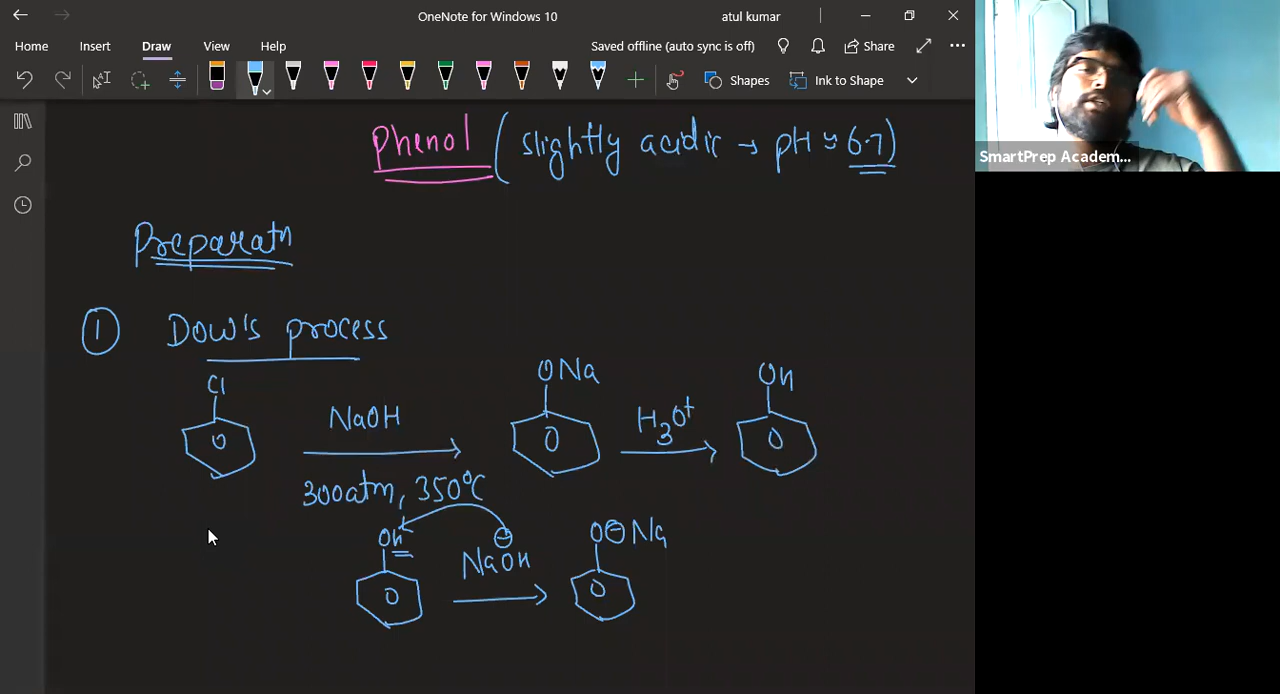 OneNote for Windows 10
atul kumar
Home Insert Draw View Help
Saved offline (auto sync is off)
Share
Shapes
Ink to Shape
SmartPrep Academ...
Phenol (slightly acidic → pH ≈ 6.7)
Preparatn
① Dow's process
Cl
NaOH
300atm, 350°C
ONa
H3O+
OH
OH
NaOH
O⊖Na